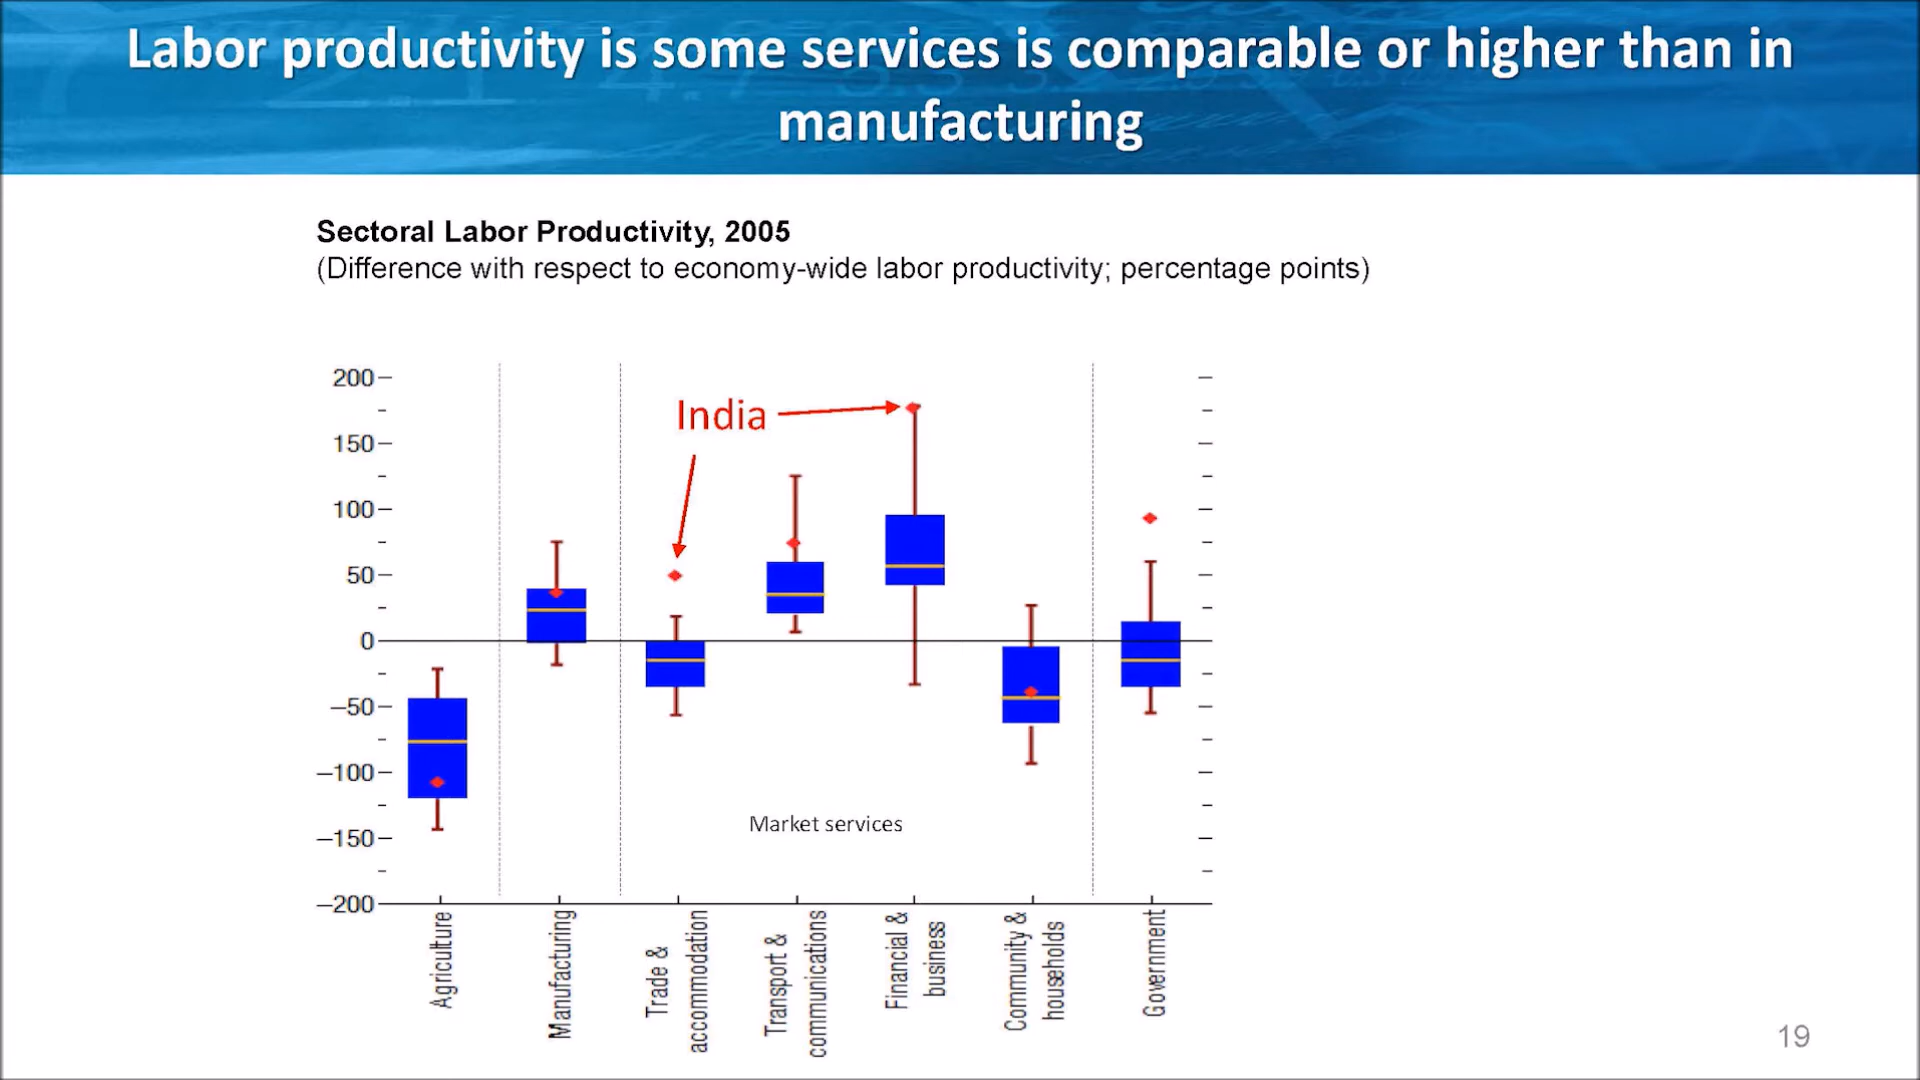 Labor productivity is some services is comparable or higher than in
manufacturing
Sectoral Labor Productivity, 2005
(Difference with respect to economy-wide labor productivity; percentage points)
200
150
100
50
0
−50
−100
−150
−200
India
Market services
Agriculture
Manufacturing
Trade &
accommodation
Transport &
communications
Financial &
business
Community &
households
Government
19